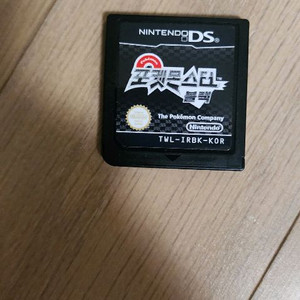 NINTENDO DS
포켓몬스터
블랙
The Pokémon Company
Nintendo
TWL-IRBK-KOR